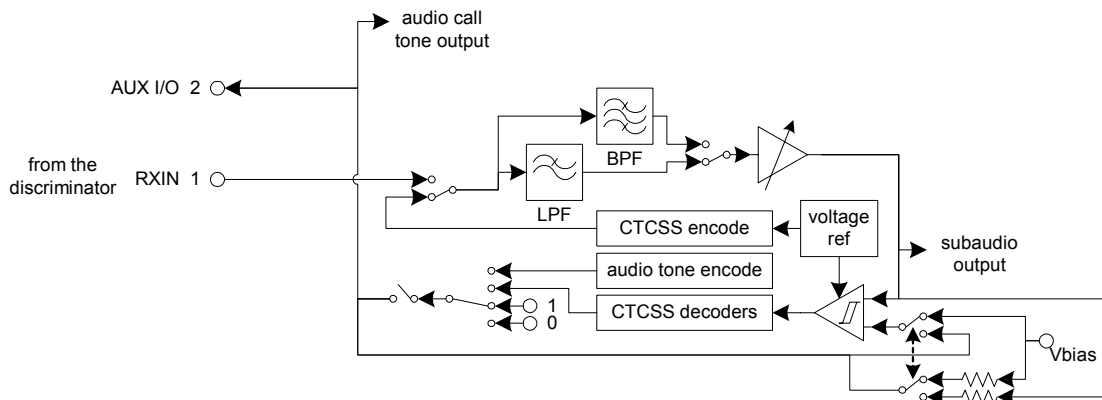 audio call
tone output
AUX I/O 2
BPF
from the
discriminator
RXIN 1
LPF
CTCSS encode
voltage
ref
subaudio
output
audio tone encode
CTCSS decoders
1
0
Vbias